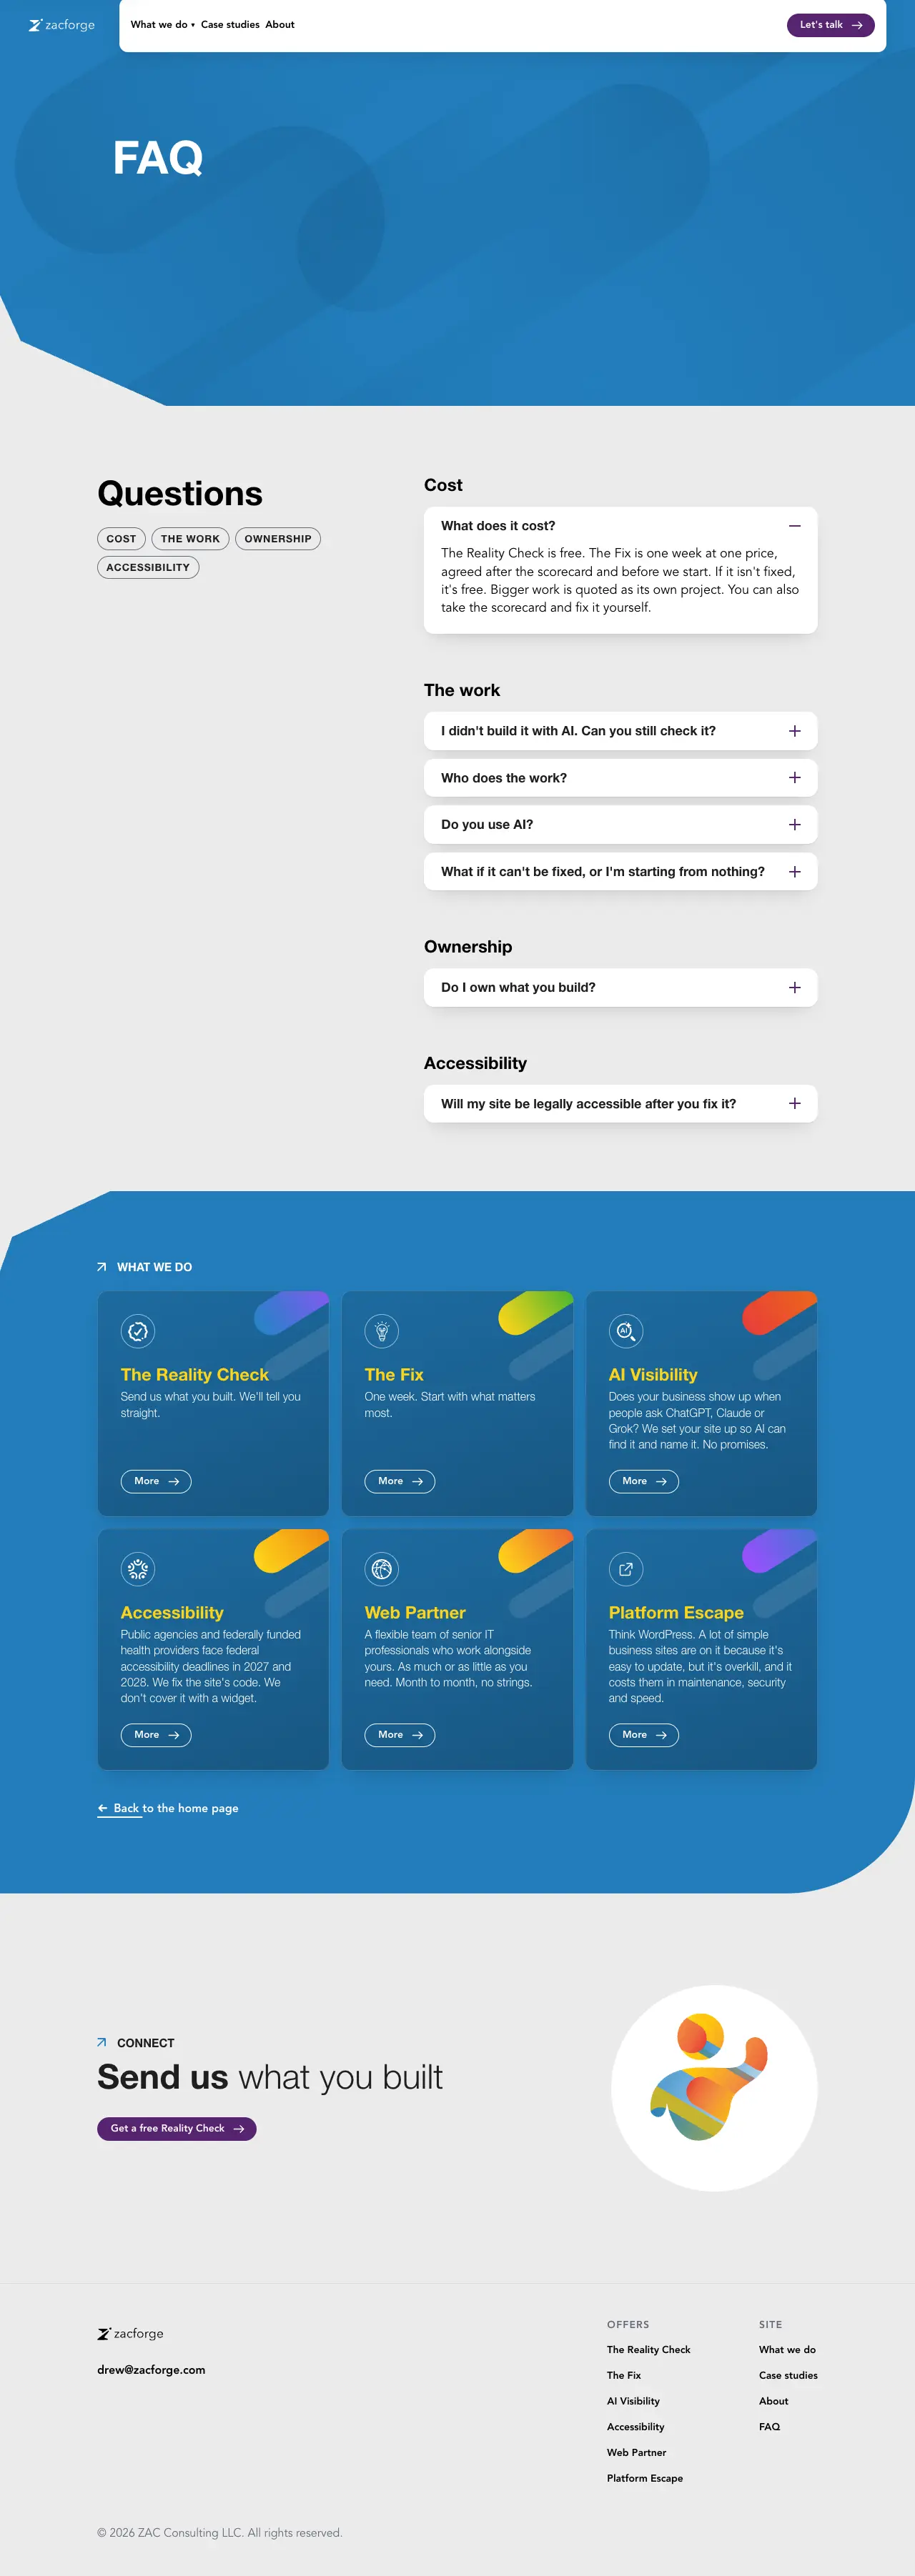 zacforge
What we do ▾ Case studies About
Let's talk →
FAQ
Questions
COST THE WORK OWNERSHIP
ACCESSIBILITY
Cost
What does it cost?
The Reality Check is free. The Fix is one week at one price,
agreed after the scorecard and before we start. If it isn't fixed,
it's free. Bigger work is quoted as its own project. You can also
take the scorecard and fix it yourself.
The work
I didn't build it with AI. Can you still check it?
Who does the work?
Do you use AI?
What if it can't be fixed, or I'm starting from nothing?
Ownership
Do I own what you build?
Accessibility
Will my site be legally accessible after you fix it?
WHAT WE DO
The Reality Check
Send us what you built. We'll tell you
straight.
More →
The Fix
One week. Start with what matters
most.
More →
AI
AI Visibility
Does your business show up when
people ask ChatGPT, Claude or
Grok? We set your site up so AI can
find it and name it. No promises.
More →
Accessibility
Public agencies and federally funded
health providers face federal
accessibility deadlines in 2027 and
2028. We fix the site's code. We
don't cover it with a widget.
More →
Web Partner
A flexible team of senior IT
professionals who work alongside
yours. As much or as little as you
need. Month to month, no strings.
More →
Platform Escape
Think WordPress. A lot of simple
business sites are on it because it's
easy to update, but it's overkill, and it
costs them in maintenance, security
and speed.
More →
← Back to the home page
CONNECT
Send us what you built
Get a free Reality Check →
zacforge
drew@zacforge.com
OFFERS
The Reality Check
The Fix
AI Visibility
Accessibility
Web Partner
Platform Escape
SITE
What we do
Case studies
About
FAQ
© 2026 ZAC Consulting LLC. All rights reserved.